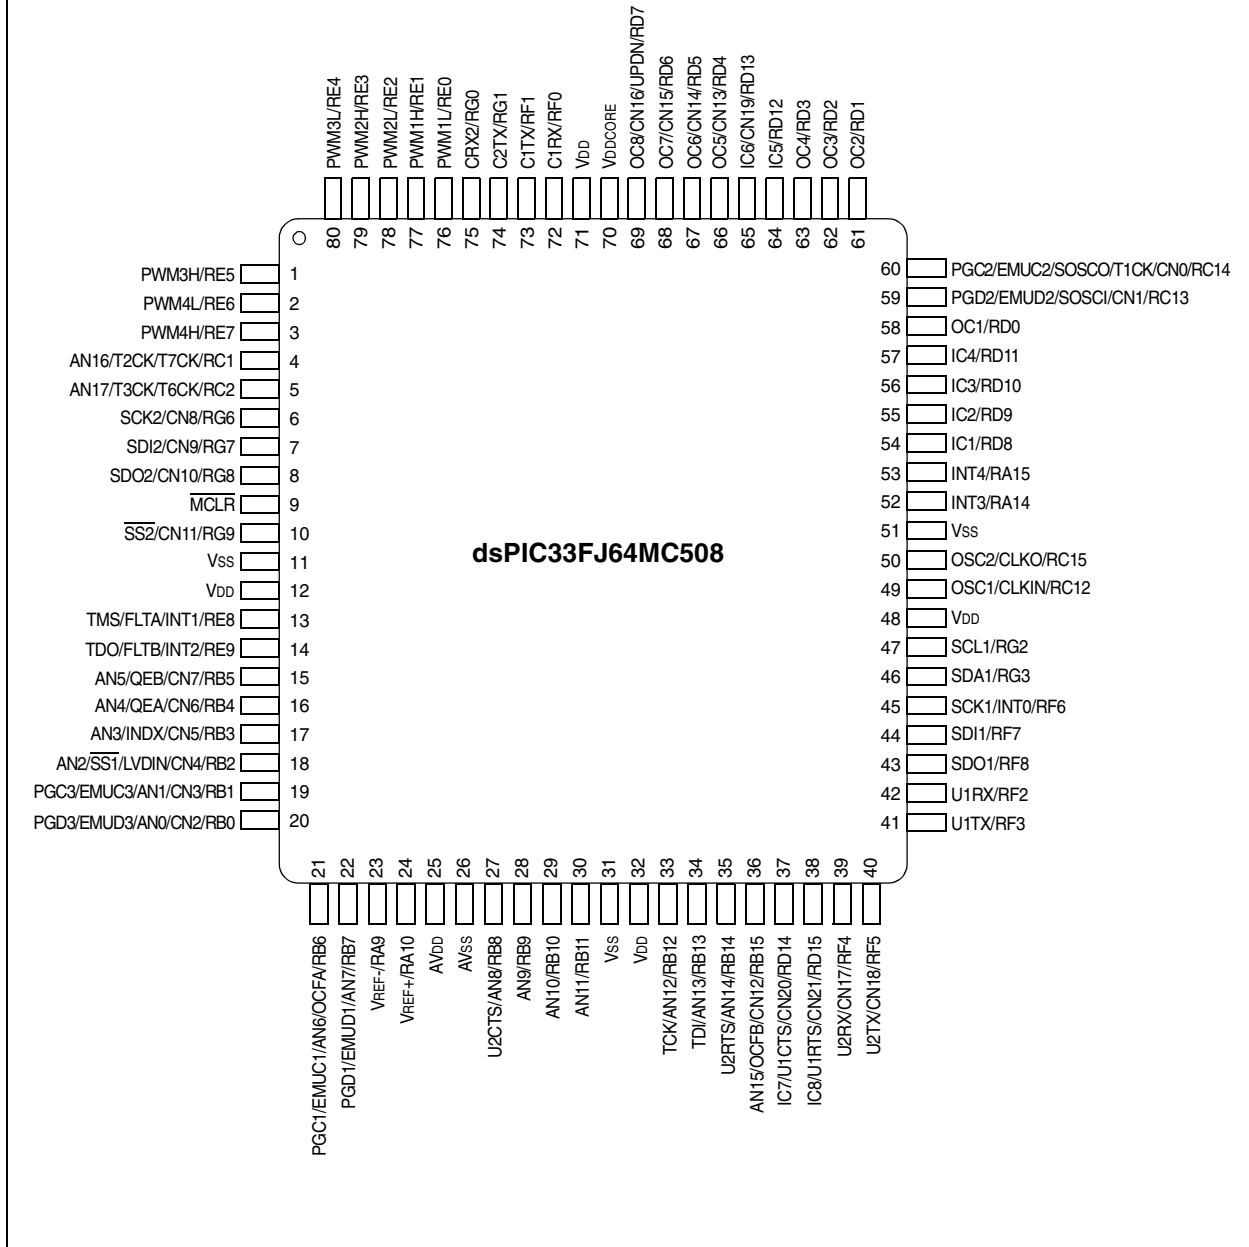 PWM3L/RE4
PWM2H/RE3
PWM2L/RE2
PWM1H/RE1
PWM1L/RE0
CRX2/RG0
C2TX/RG1
C1TX/RF1
C1RX/RF0
VDD
VDDCORE
OC8/CN16/UPDN/RD7
OC7/CN15/RD6
OC6/CN14/RD5
OC5/CN13/RD4
IC6/CN19/RD13
IC5/RD12
OC4/RD3
OC3/RD2
OC2/RD1
80
79
78
77
76
75
74
73
72
71
70
69
68
67
66
65
64
63
62
61
PWM3H/RE5 1
PWM4L/RE6 2
PWM4H/RE7 3
AN16/T2CK/T7CK/RC1 4
AN17/T3CK/T6CK/RC2 5
SCK2/CN8/RG6 6
SDI2/CN9/RG7 7
SDO2/CN10/RG8 8
MCLR 9
SS2/CN11/RG9 10
VSS 11
VDD 12
TMS/FLTA/INT1/RE8 13
TDO/FLTB/INT2/RE9 14
AN5/QEB/CN7/RB5 15
AN4/QEA/CN6/RB4 16
AN3/INDX/CN5/RB3 17
AN2/SS1/LVDIN/CN4/RB2 18
PGC3/EMUC3/AN1/CN3/RB1 19
PGD3/EMUD3/AN0/CN2/RB0 20
dsPIC33FJ64MC508
60 PGC2/EMUC2/SOSCO/T1CK/CN0/RC14
59 PGD2/EMUD2/SOSCI/CN1/RC13
58 OC1/RD0
57 IC4/RD11
56 IC3/RD10
55 IC2/RD9
54 IC1/RD8
53 INT4/RA15
52 INT3/RA14
51 VSS
50 OSC2/CLKO/RC15
49 OSC1/CLKIN/RC12
48 VDD
47 SCL1/RG2
46 SDA1/RG3
45 SCK1/INT0/RF6
44 SDI1/RF7
43 SDO1/RF8
42 U1RX/RF2
41 U1TX/RF3
21
22
23
24
25
26
27
28
29
30
31
32
33
34
35
36
37
38
39
40
PGC1/EMUC1/AN6/OCFA/RB6
PGD1/EMUD1/AN7/RB7
VREF-/RA9
VREF+/RA10
AVDD
AVSS
U2CTS/AN8/RB8
AN9/RB9
AN10/RB10
AN11/RB11
VSS
VDD
TCK/AN12/RB12
TDI/AN13/RB13
U2RTS/AN14/RB14
AN15/OCFB/CN12/RB15
IC7/U1CTS/CN20/RD14
IC8/U1RTS/CN21/RD15
U2RX/CN17/RF4
U2TX/CN18/RF5